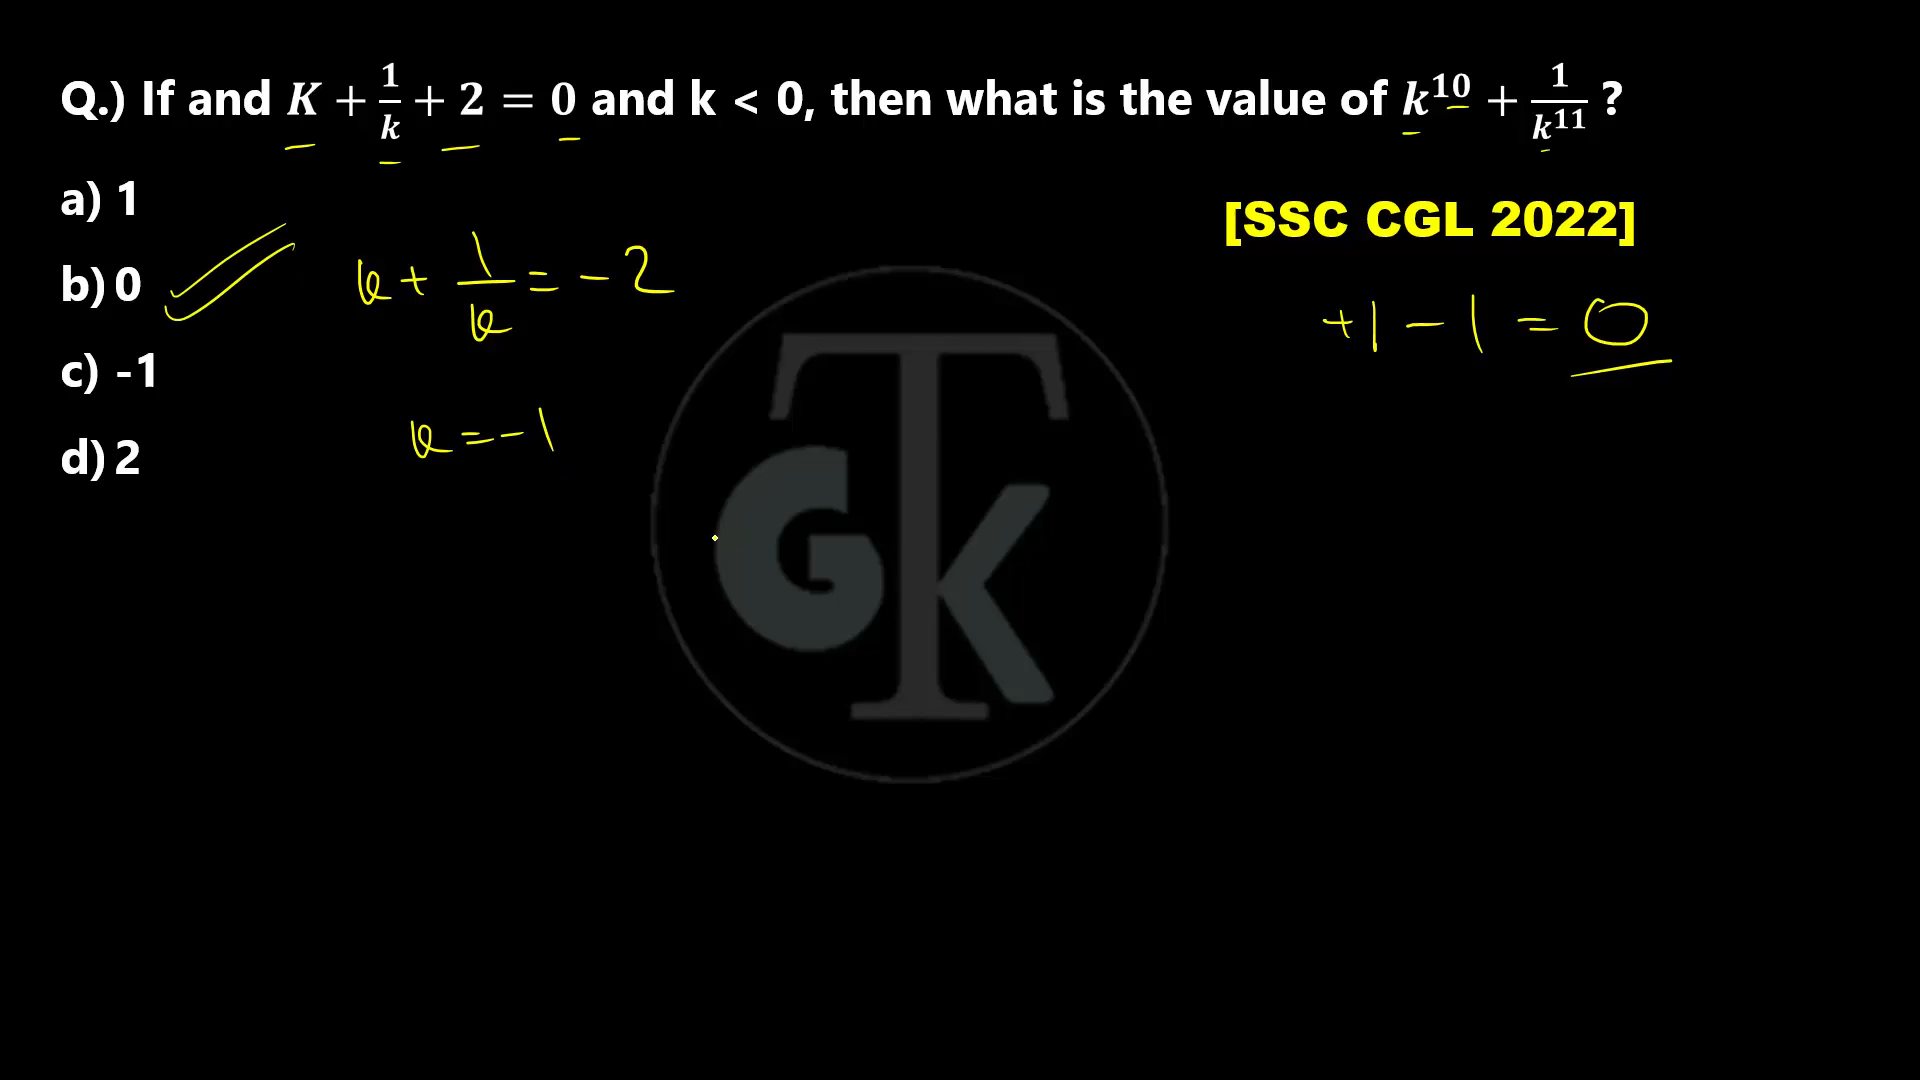 Q.) If and K + 1/k + 2 = 0 and k < 0, then what is the value of k^10 + 1/k^11 ?
a) 1
[SSC CGL 2022]
b) 0
k + 1/k = -2
+1 - 1 = 0
c) -1
k = -1
d) 2
GTK